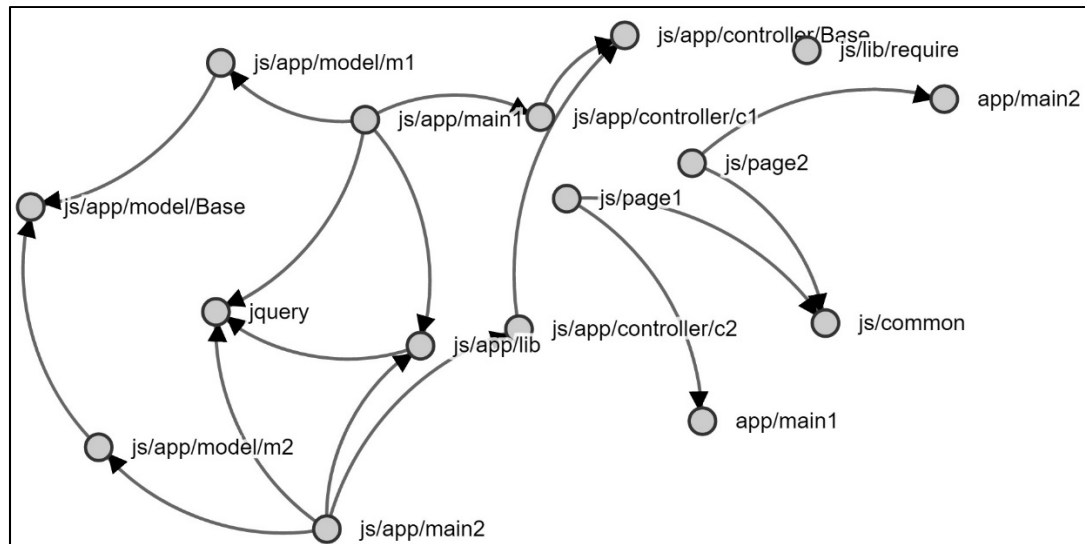 js/app/controller/Base
js/lib/require
js/app/model/m1
app/main2
js/app/main1
js/app/controller/c1
js/page2
js/page1
js/app/model/Base
jquery
js/common
js/app/controller/c2
js/app/lib
app/main1
js/app/model/m2
js/app/main2